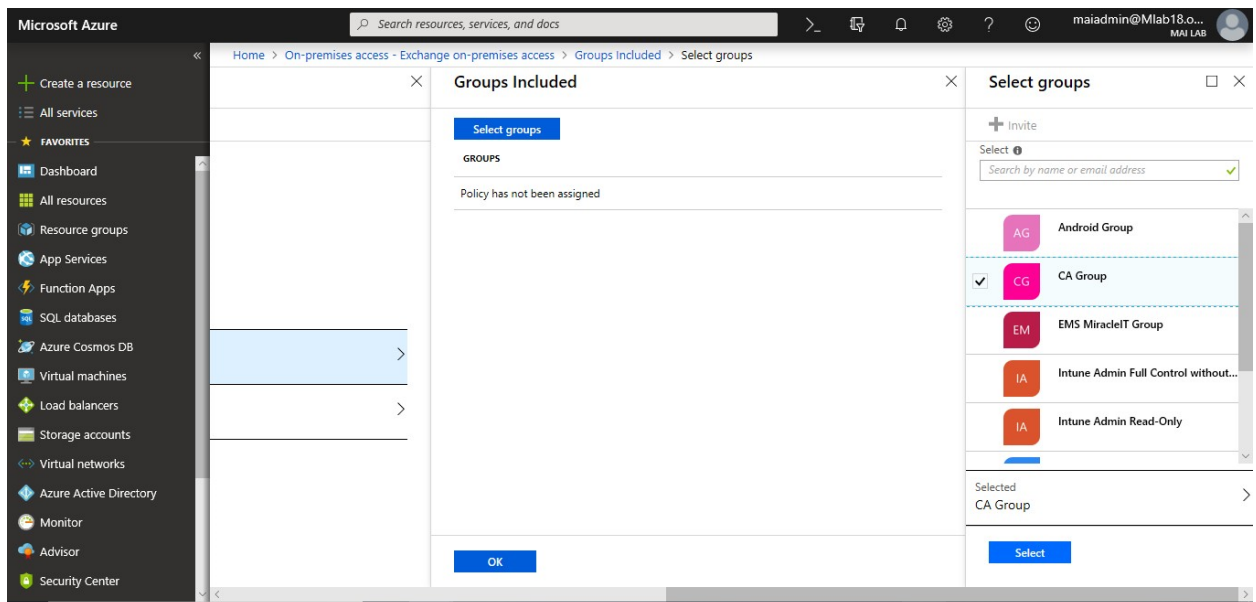 Microsoft Azure
Search resources, services, and docs
maiadmin@Mlab18.o...
MAI LAB
Home > On-premises access - Exchange on-premises access > Groups Included > Select groups
Create a resource
All services
FAVORITES
Dashboard
All resources
Resource groups
App Services
Function Apps
SQL databases
Azure Cosmos DB
Virtual machines
Load balancers
Storage accounts
Virtual networks
Azure Active Directory
Monitor
Advisor
Security Center
Groups Included
Select groups
GROUPS
Policy has not been assigned
OK
Select groups
Invite
Select
Search by name or email address
AG Android Group
CG CA Group
EM EMS MiracleIT Group
IA Intune Admin Full Control without...
IA Intune Admin Read-Only
Selected
CA Group
Select